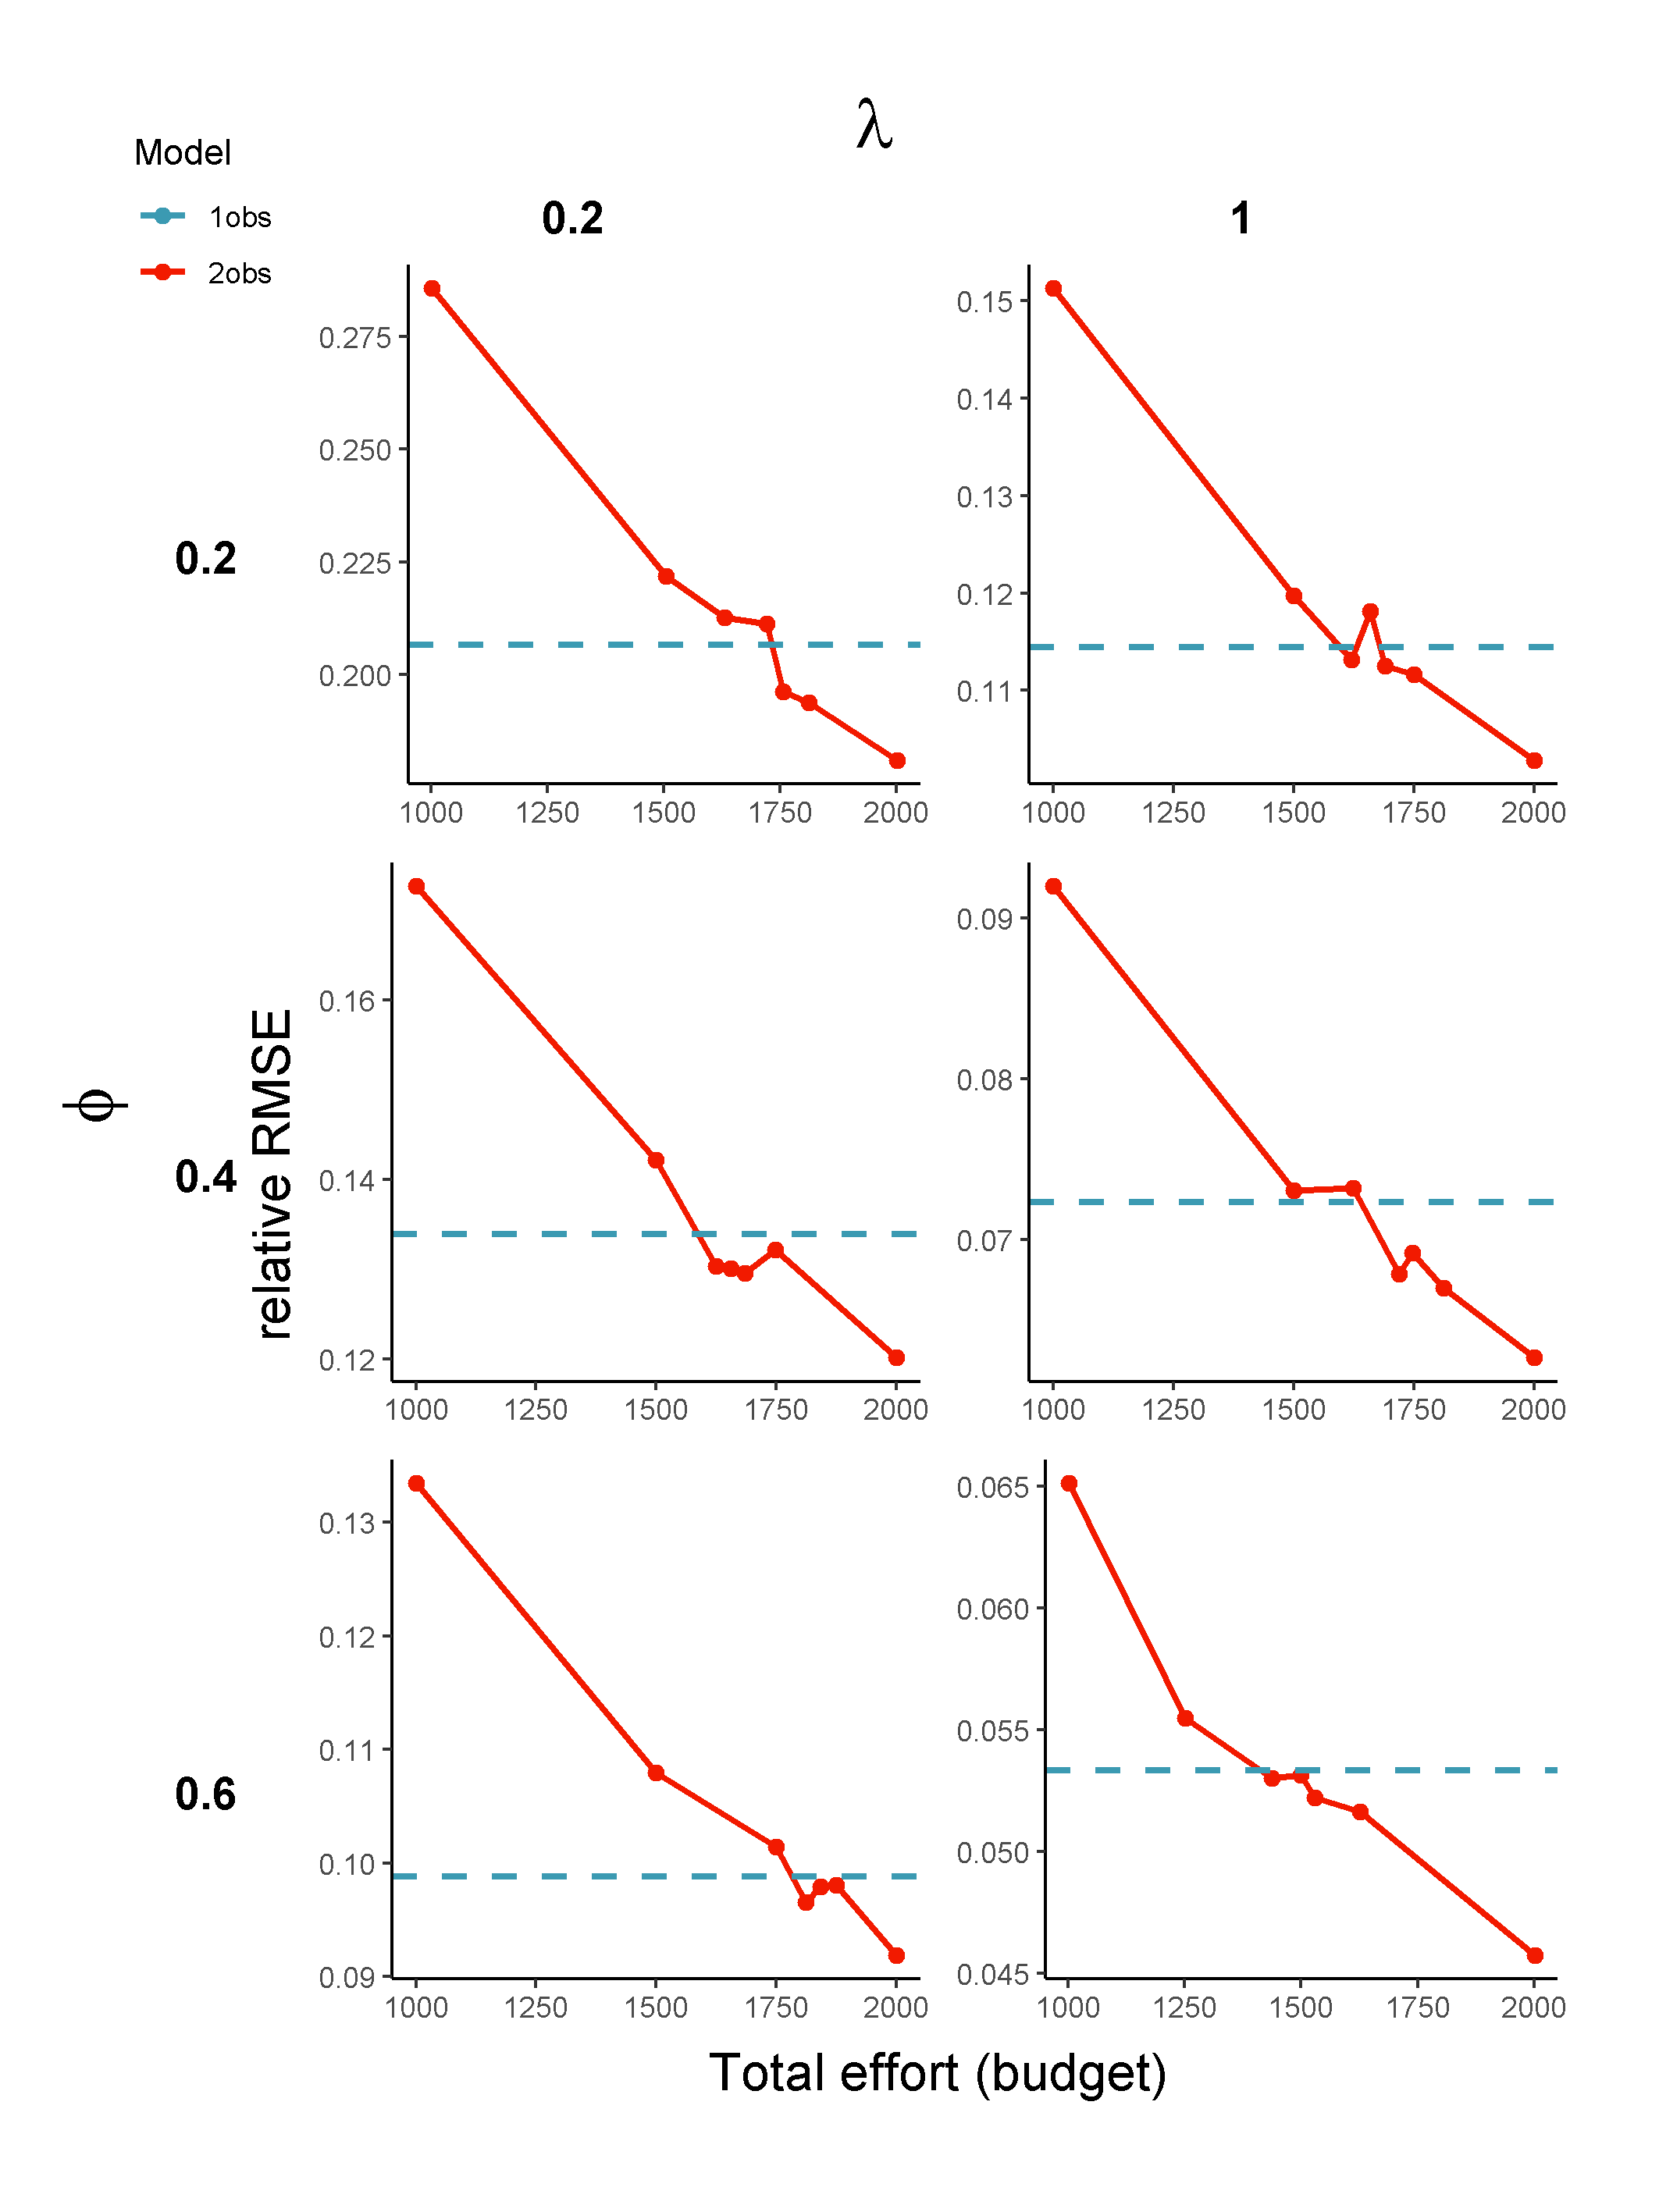 λ
Model
1obs
2obs
0.2
1
0.2
0.275
0.250
0.225
0.200
1000 1250 1500 1750 2000
0.15
0.14
0.13
0.12
0.11
1000 1250 1500 1750 2000
ϕ
0.4
relative RMSE
0.16
0.14
0.12
1000 1250 1500 1750 2000
0.09
0.08
0.07
1000 1250 1500 1750 2000
0.6
0.13
0.12
0.11
0.10
0.09
1000 1250 1500 1750 2000
0.065
0.060
0.055
0.050
0.045
1000 1250 1500 1750 2000
Total effort (budget)